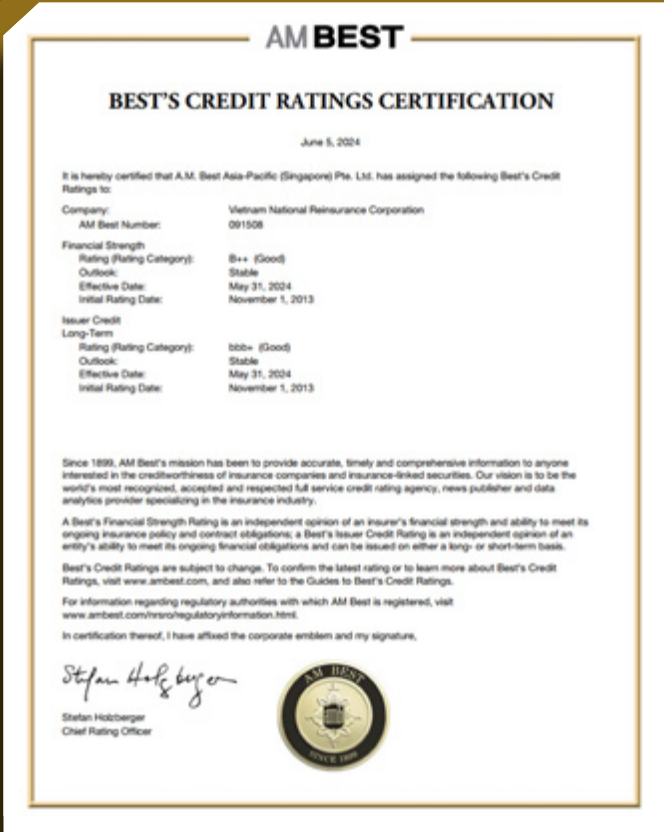 AM BEST
BEST'S CREDIT RATINGS CERTIFICATION
June 5, 2024
It is hereby certified that A.M. Best Asia-Pacific (Singapore) Pte. Ltd. has assigned the following Best's Credit
Ratings to:
Company: Vietnam National Reinsurance Corporation
AM Best Number: 091508
Financial Strength
Rating (Rating Category): B++ (Good)
Outlook: Stable
Effective Date: May 31, 2024
Initial Rating Date: November 1, 2013
Issuer Credit
Long-Term
Rating (Rating Category): bbb+ (Good)
Outlook: Stable
Effective Date: May 31, 2024
Initial Rating Date: November 1, 2013
Since 1899, AM Best's mission has been to provide accurate, timely and comprehensive information to anyone
interested in the creditworthiness of insurance companies and insurance-linked securities. Our vision is to be the
world's most recognized, accepted and respected full service credit rating agency, news publisher and data
analytics provider specializing in the insurance industry.
A Best's Financial Strength Rating is an independent opinion of an insurer's financial strength and ability to meet its
ongoing insurance policy and contract obligations; a Best's Issuer Credit Rating is an independent opinion of an
entity's ability to meet its ongoing financial obligations and can be issued on either a long- or short-term basis.
Best's Credit Ratings are subject to change. To confirm the latest rating or to learn more about Best's Credit
Ratings, visit www.ambest.com, and also refer to the Guides to Best's Credit Ratings.
For information regarding regulatory authorities with which AM Best is registered, visit
www.ambest.com/nrsro/regulatoryinformation.html.
In certification thereof, I have affixed the corporate emblem and my signature,
Stefan Holzberger
Stefan Holzberger
Chief Rating Officer
AM BEST
SINCE 1899